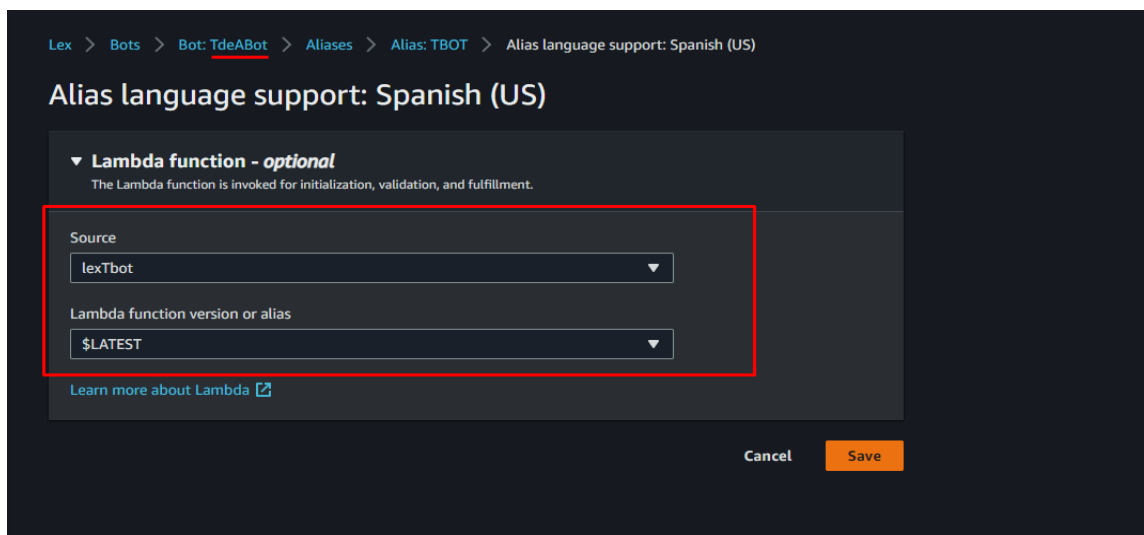 Lex > Bots > Bot: TdeABot > Aliases > Alias: TBOT > Alias language support: Spanish (US)
Alias language support: Spanish (US)
Lambda function - optional
The Lambda function is invoked for initialization, validation, and fulfillment.
Source
lexTbot
Lambda function version or alias
$LATEST
Learn more about Lambda
Cancel Save